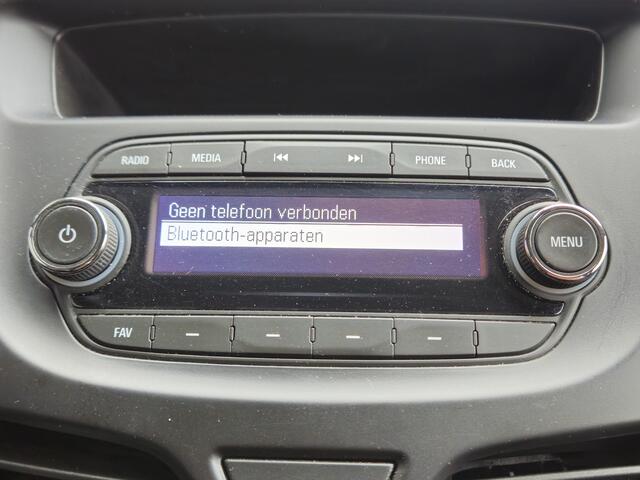 RADIO MEDIA PHONE BACK
Geen telefoon verbonden
Bluetooth-apparaten
MENU
FAV